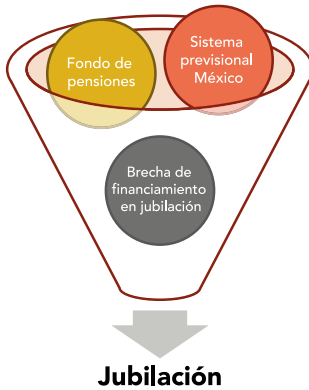 Fondo de
pensiones
Sistema
previsional
México
Brecha de
financiamiento
en jubilación
Jubilación